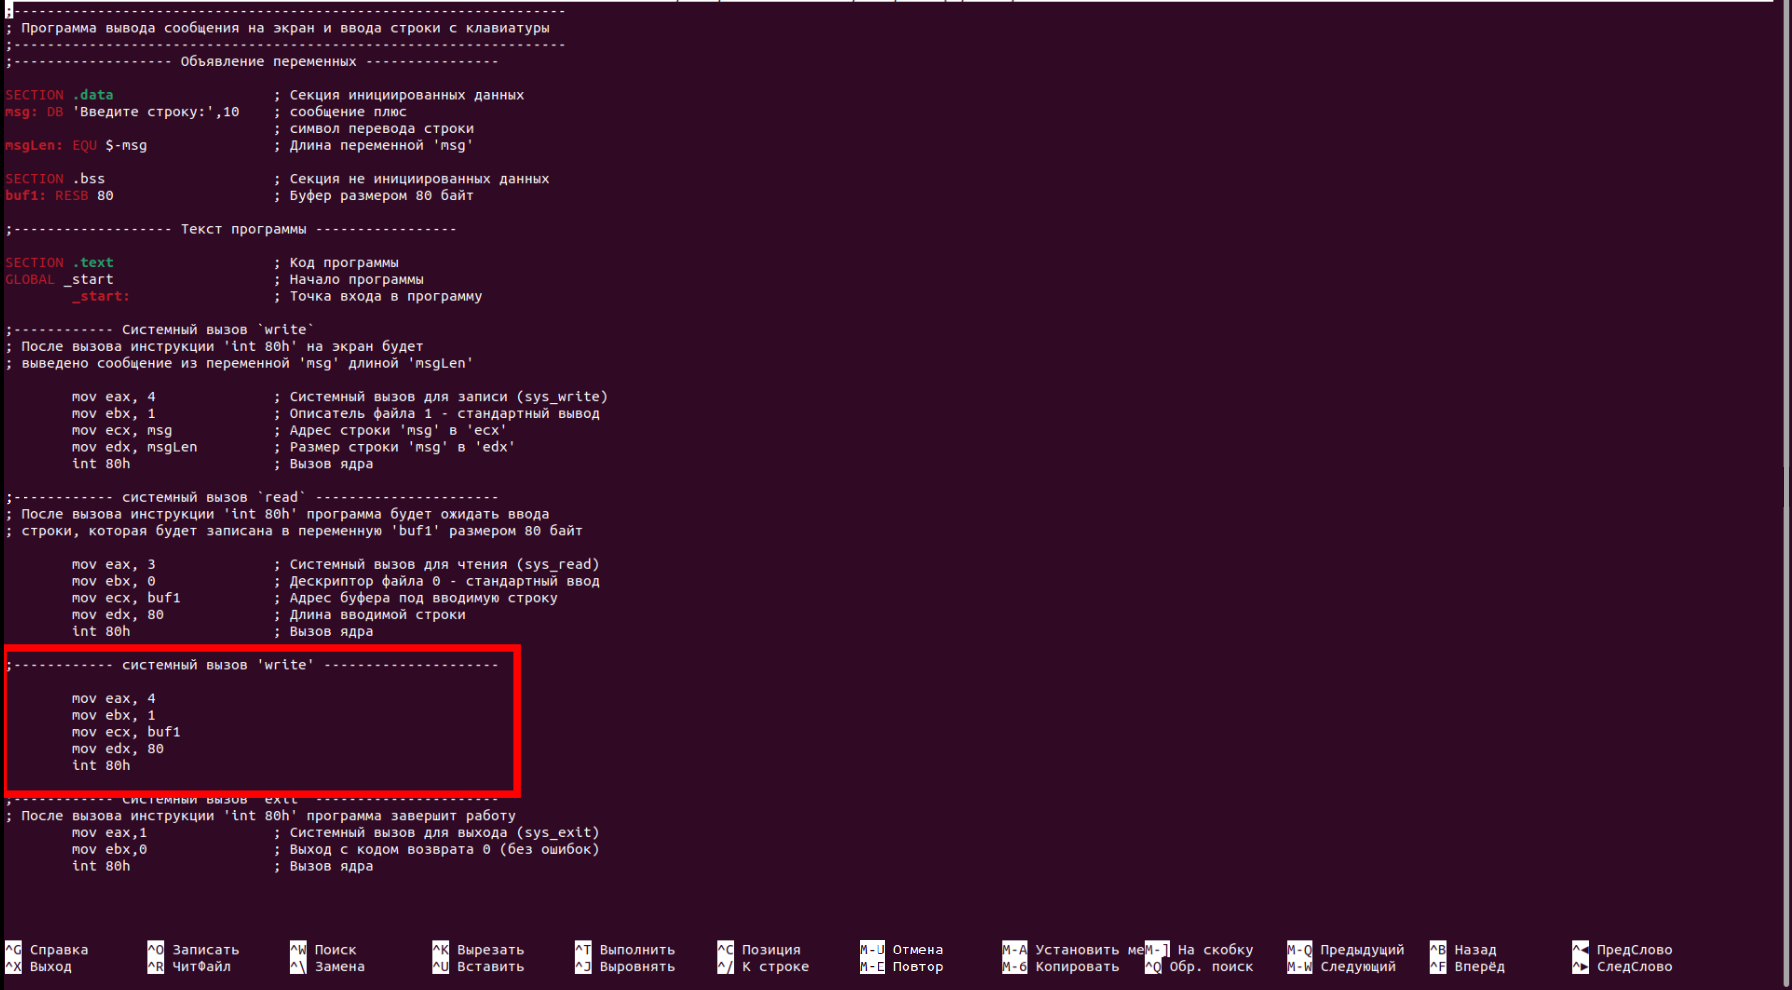 ;------------------------------------------------------------------
; Программа вывода сообщения на экран и ввода строки с клавиатуры
;------------------------------------------------------------------
;------------------- Объявление переменных ----------------
SECTION .data ; Секция инициированных данных
msg: DB 'Введите строку:',10 ; сообщение плюс
; символ перевода строки
msgLen: EQU $-msg ; Длина переменной 'msg'
SECTION .bss ; Секция не инициированных данных
buf1: RESB 80 ; Буфер размером 80 байт
;------------------- Текст программы -----------------
SECTION .text ; Код программы
GLOBAL _start ; Начало программы
_start: ; Точка входа в программу
;------------ Системный вызов `write`
; После вызова инструкции 'int 80h' на экран будет
; выведено сообщение из переменной 'msg' длиной 'msgLen'
mov eax, 4 ; Системный вызов для записи (sys_write)
mov ebx, 1 ; Описатель файла 1 - стандартный вывод
mov ecx, msg ; Адрес строки 'msg' в 'ecx'
mov edx, msgLen ; Размер строки 'msg' в 'edx'
int 80h ; Вызов ядра
;------------ системный вызов `read` ----------------------
; После вызова инструкции 'int 80h' программа будет ожидать ввода
; строки, которая будет записана в переменную 'buf1' размером 80 байт
mov eax, 3 ; Системный вызов для чтения (sys_read)
mov ebx, 0 ; Дескриптор файла 0 - стандартный ввод
mov ecx, buf1 ; Адрес буфера под вводимую строку
mov edx, 80 ; Длина вводимой строки
int 80h ; Вызов ядра
;------------ системный вызов 'write' ---------------------
mov eax, 4
mov ebx, 1
mov ecx, buf1
mov edx, 80
int 80h
;------------ Системный вызов `exit` ----------------------
; После вызова инструкции 'int 80h' программа завершит работу
mov eax,1 ; Системный вызов для выхода (sys_exit)
mov ebx,0 ; Выход с кодом возврата 0 (без ошибок)
int 80h ; Вызов ядра
^G Справка ^O Записать ^W Поиск ^K Вырезать ^T Выполнить ^C Позиция M-U Отмена M-A Установить ме M-] На скобку M-Q Предыдущий ^B Назад ^◀ ПредСлово
^X Выход ^R ЧитФайл ^\ Замена ^U Вставить ^J Выровнять ^/ К строке M-E Повтор M-6 Копировать ^Q Обр. поиск M-W Следующий ^F Вперёд ^▶ СледСлово